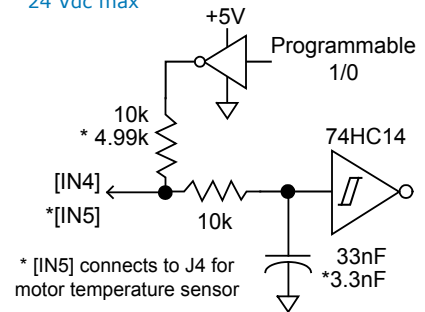 24 Vdc max
+5V
Programmable
1/0
10k
* 4.99k
74HC14
[IN4]
*[IN5]
10k
33nF
*3.3nF
* [IN5] connects to J4 for
motor temperature sensor